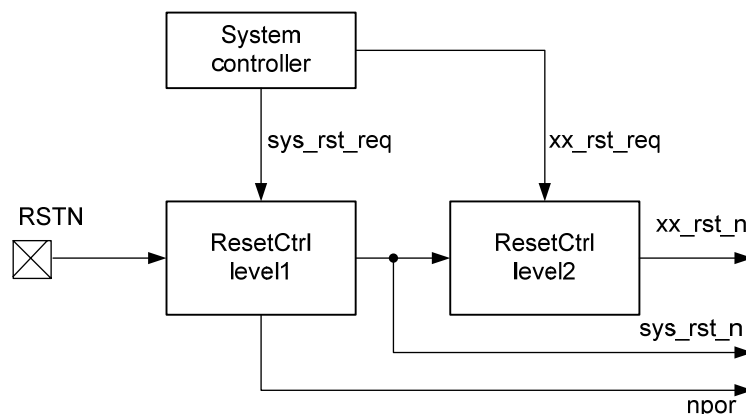 System
controller
sys_rst_req
xx_rst_req
RSTN
ResetCtrl
level1
ResetCtrl
level2
xx_rst_n
sys_rst_n
npor